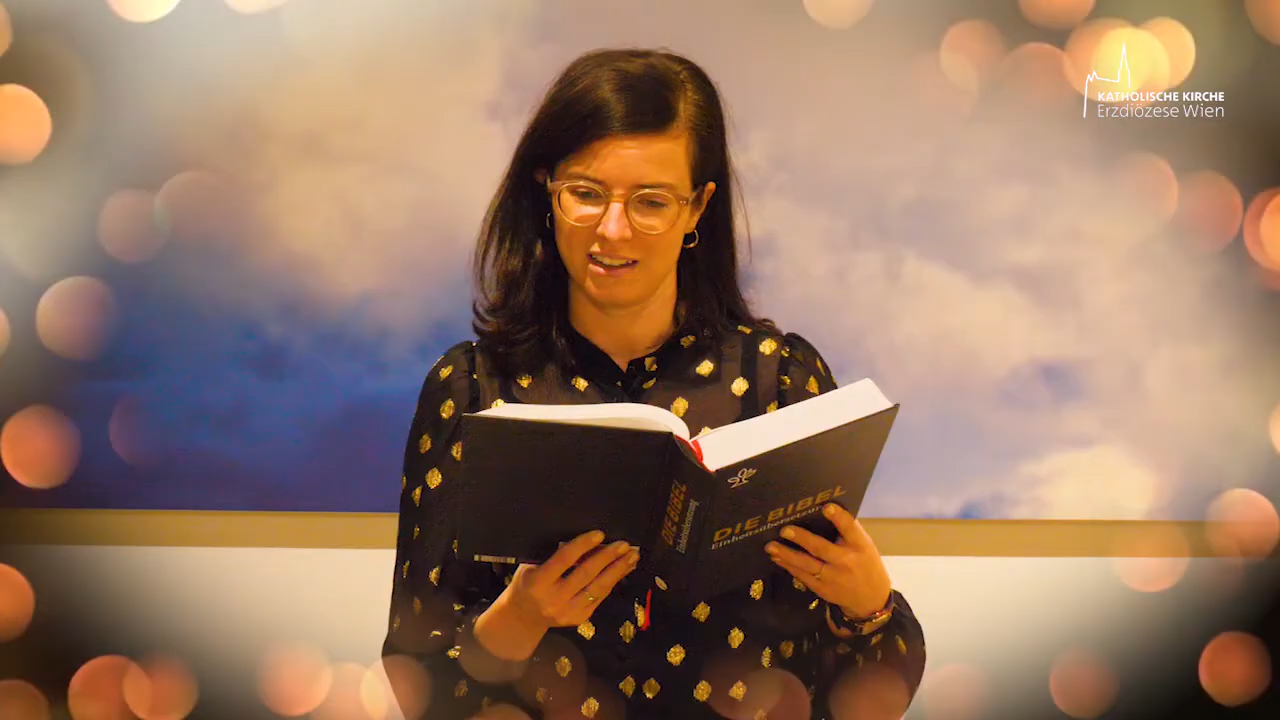 KATHOLISCHE KIRCHE
Erzdiözese Wien
DIE BIBEL
Einheitsübersetzung
DIE BIBEL
Einheitsübersetzung